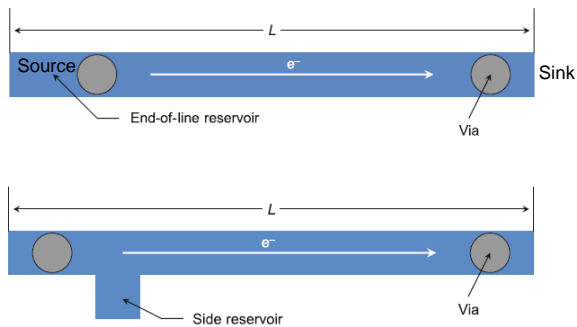 L
Source
e⁻
Sink
End-of-line reservoir
Via
L
e⁻
Side reservoir
Via